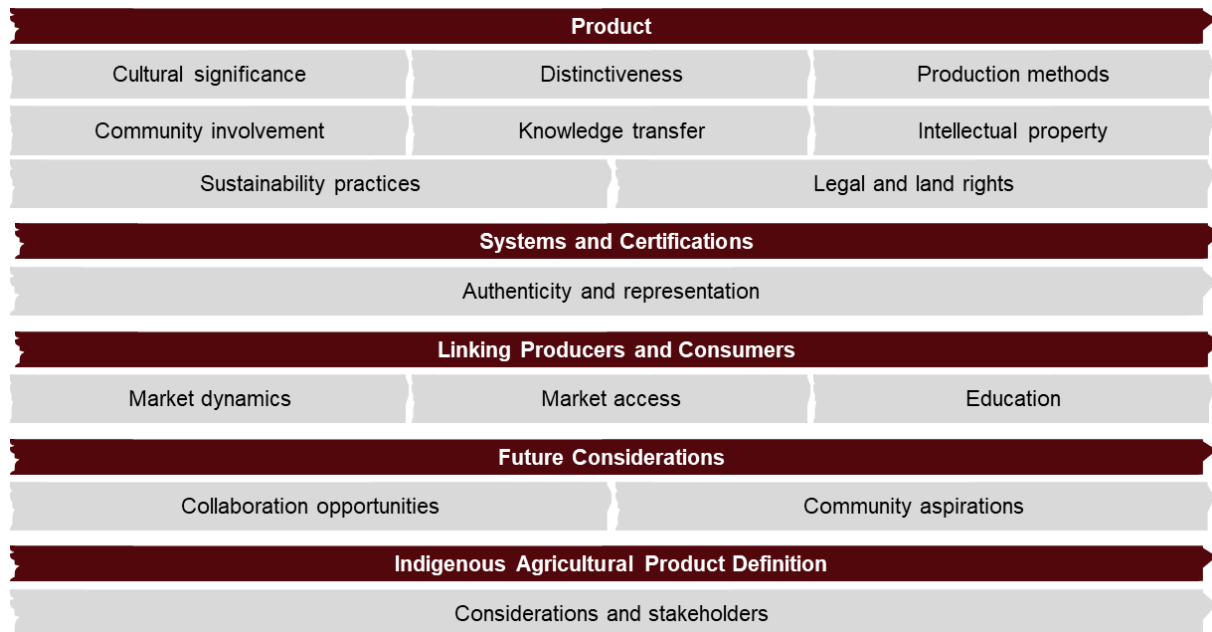 Product
Cultural significance
Distinctiveness
Production methods
Community involvement
Knowledge transfer
Intellectual property
Sustainability practices
Legal and land rights
Systems and Certifications
Authenticity and representation
Linking Producers and Consumers
Market dynamics
Market access
Education
Future Considerations
Collaboration opportunities
Community aspirations
Indigenous Agricultural Product Definition
Considerations and stakeholders